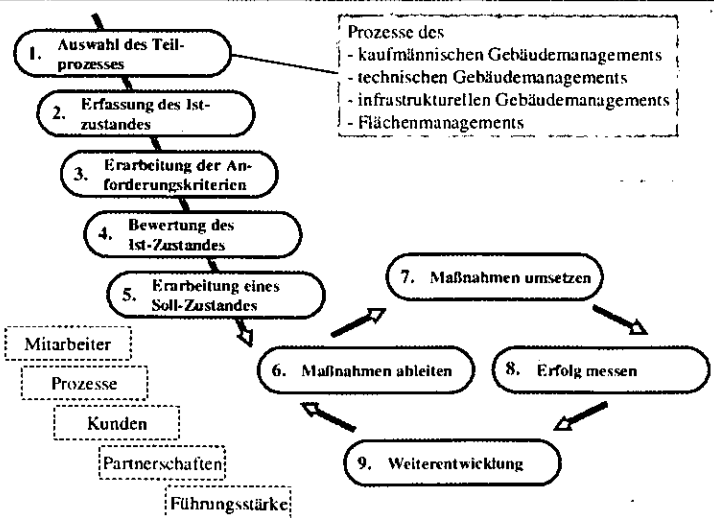 1. Auswahl des Teil-
prozesses
Prozesse des
- kaufmännischen Gebäudemanagements
- technischen Gebäudemanagements
- infrastrukturellen Gebäudemanagements
- Flächenmanagements
2. Erfassung des Ist-
zustandes
3. Erarbeitung der An-
forderungskriterien
4. Bewertung des
Ist-Zustandes
5. Erarbeitung eines
Soll-Zustandes
6. Maßnahmen ableiten
7. Maßnahmen umsetzen
8. Erfolg messen
9. Weiterentwicklung
Mitarbeiter
Prozesse
Kunden
Partnerschaften
Führungsstärke